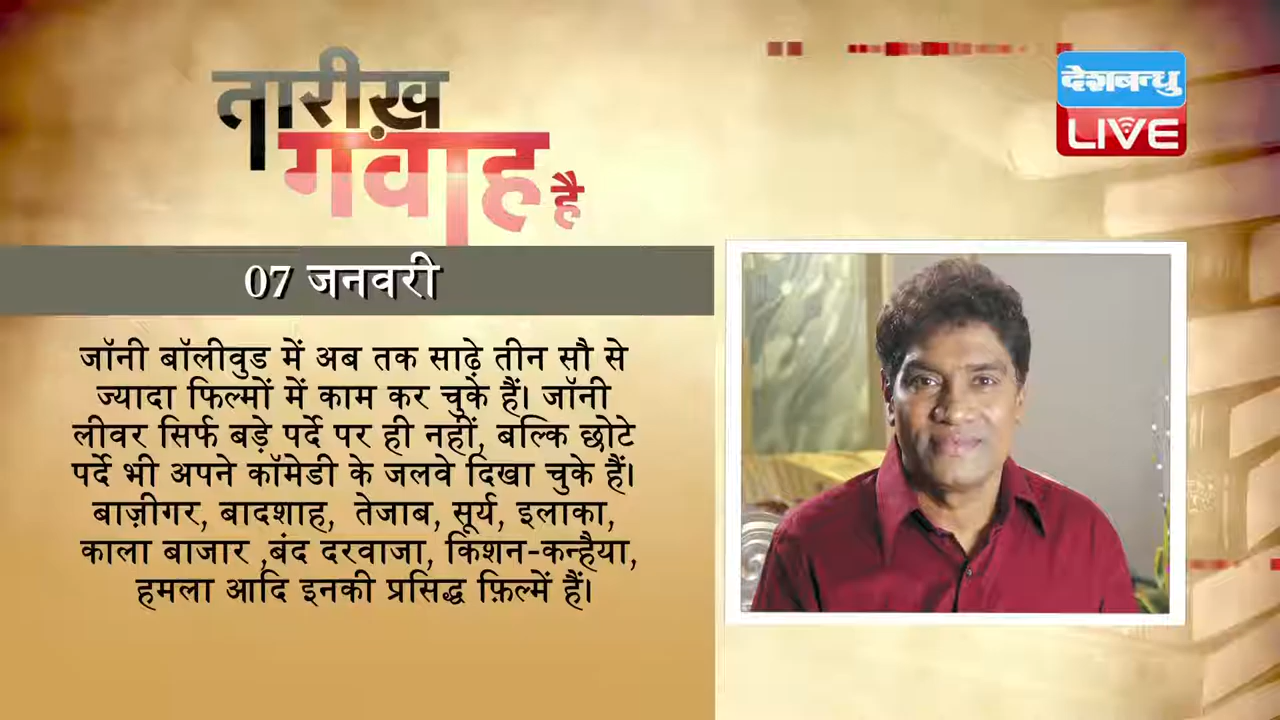 तारीख़
गवाह है
देशबन्धु
LIVE
07 जनवरी
जॉनी बॉलीवुड में अब तक साढ़े तीन सौ से
ज्यादा फिल्मों में काम कर चुके हैं। जॉनी
लीवर सिर्फ बड़े पर्दे पर ही नहीं, बल्कि छोटे
पर्दे भी अपने कॉमेडी के जलवे दिखा चुके हैं।
बाज़ीगर, बादशाह, तेजाब, सूर्य, इलाका,
काला बाजार ,बंद दरवाजा, किशन-कन्हैया,
हमला आदि इनकी प्रसिद्ध फ़िल्में हैं।